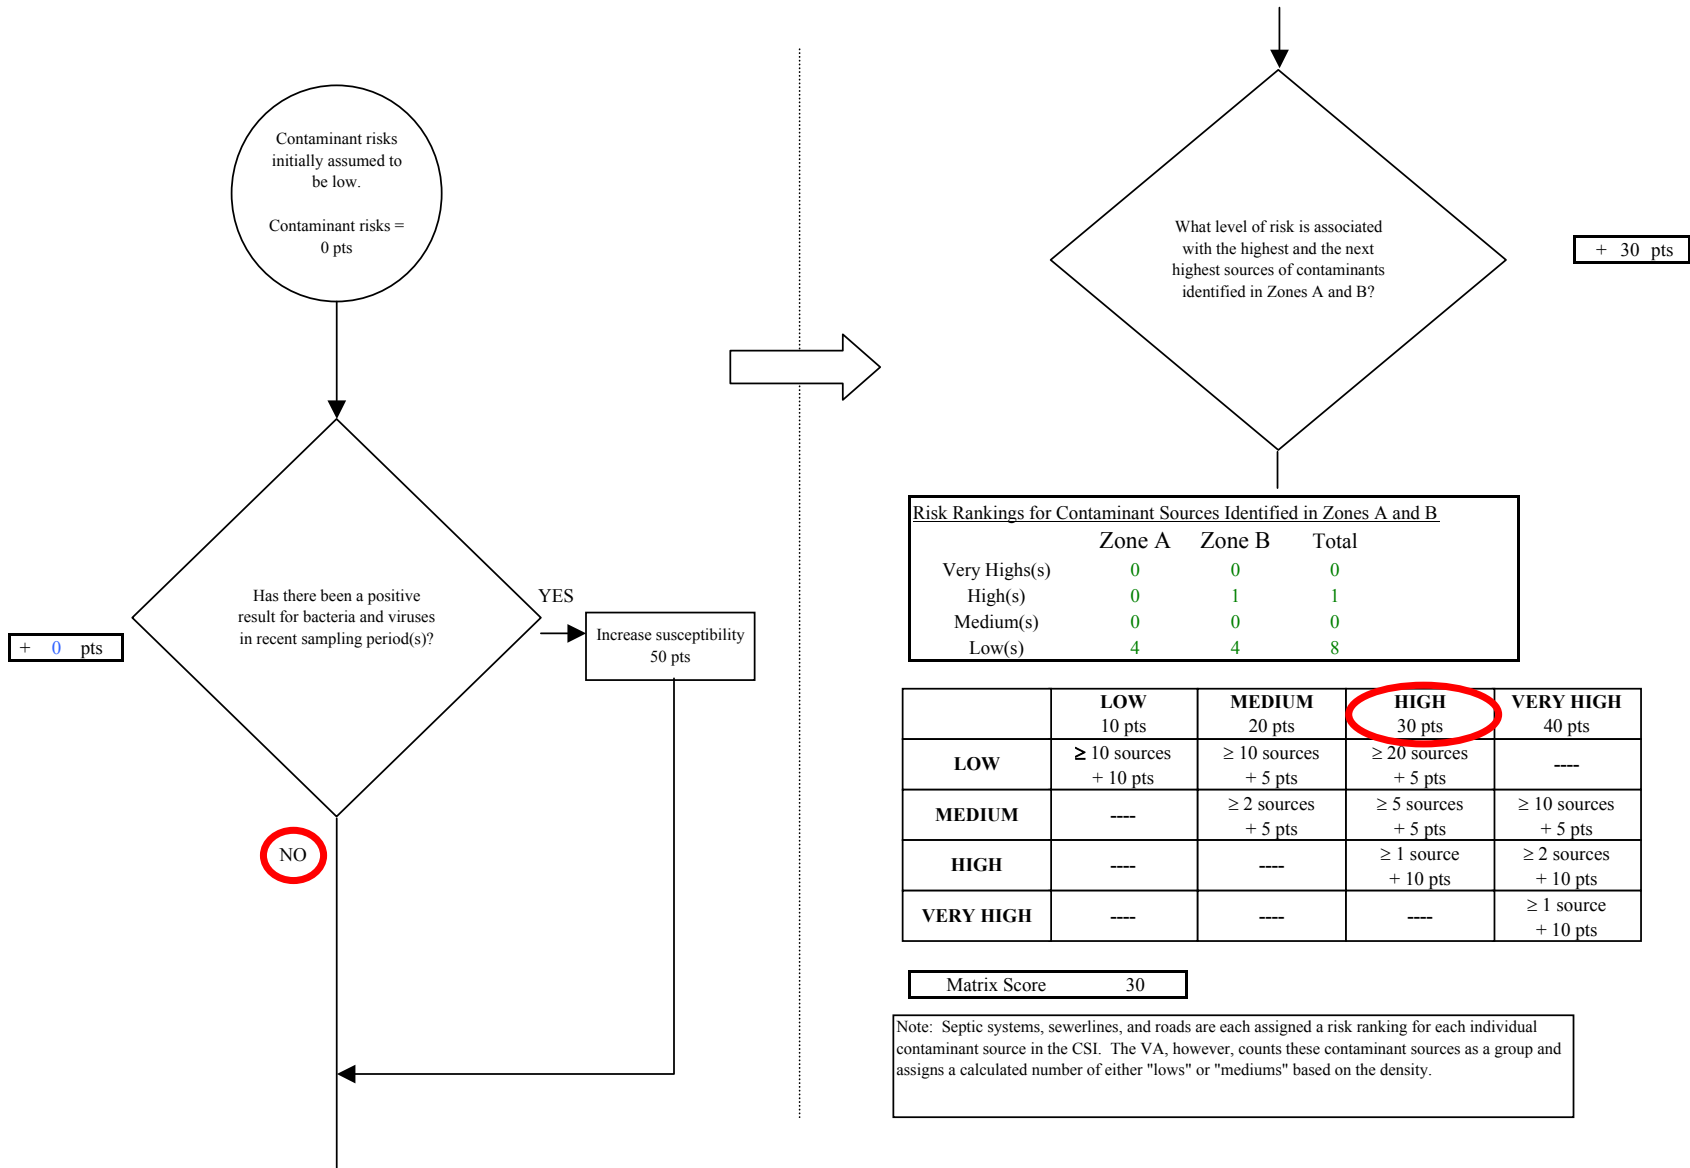 Contaminant risks
initially assumed to
be low.
Contaminant risks =
0 pts
Has there been a positive
result for bacteria and viruses
in recent sampling period(s)?
YES
Increase susceptibility
50 pts
+ 0 pts
NO
What level of risk is associated
with the highest and the next
highest sources of contaminants
identified in Zones A and B?
+ 30 pts
Risk Rankings for Contaminant Sources Identified in Zones A and B
Zone A Zone B Total
Very Highs(s) 0 0 0
High(s) 0 1 1
Medium(s) 0 0 0
Low(s) 4 4 8
LOW MEDIUM HIGH VERY HIGH
10 pts 20 pts 30 pts 40 pts
LOW ≥ 10 sources ≥ 10 sources ≥ 20 sources ----
+ 10 pts + 5 pts + 5 pts
MEDIUM ---- ≥ 2 sources ≥ 5 sources ≥ 10 sources
+ 5 pts + 5 pts + 5 pts
HIGH ---- ---- ≥ 1 source ≥ 2 sources
+ 10 pts + 10 pts
VERY HIGH ---- ---- ---- ≥ 1 source
+ 10 pts
Matrix Score 30
Note: Septic systems, sewerlines, and roads are each assigned a risk ranking for each individual
contaminant source in the CSI. The VA, however, counts these contaminant sources as a group and
assigns a calculated number of either "lows" or "mediums" based on the density.